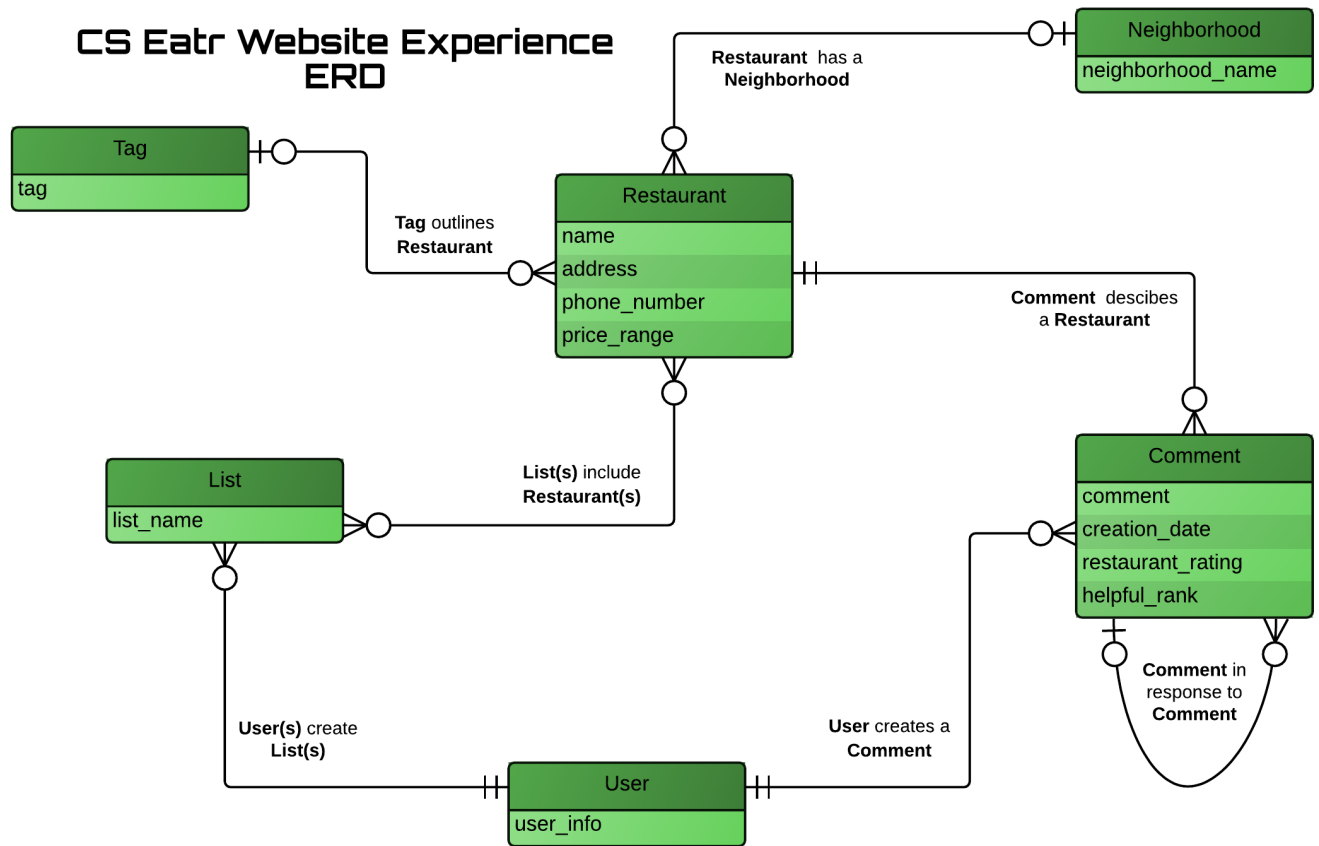 CS Eatr Website Experience
ERD
Neighborhood
neighborhood_name
Restaurant has a
Neighborhood
Tag
tag
Tag outlines
Restaurant
Restaurant
name
address
phone_number
price_range
Comment descibes
a Restaurant
List
list_name
List(s) include
Restaurant(s)
Comment
comment
creation_date
restaurant_rating
helpful_rank
Comment in
response to
Comment
User(s) create
List(s)
User creates a
Comment
User
user_info